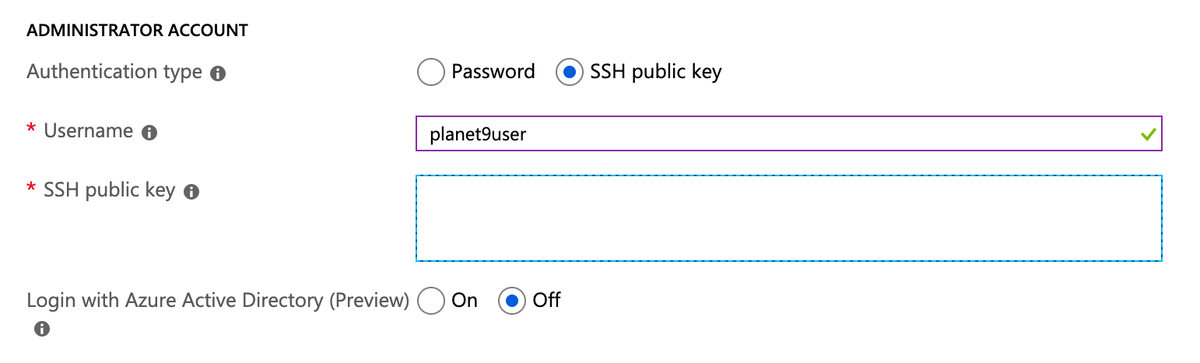 ADMINISTRATOR ACCOUNT
Authentication type Password SSH public key
* Username planet9user
* SSH public key
Login with Azure Active Directory (Preview) On Off